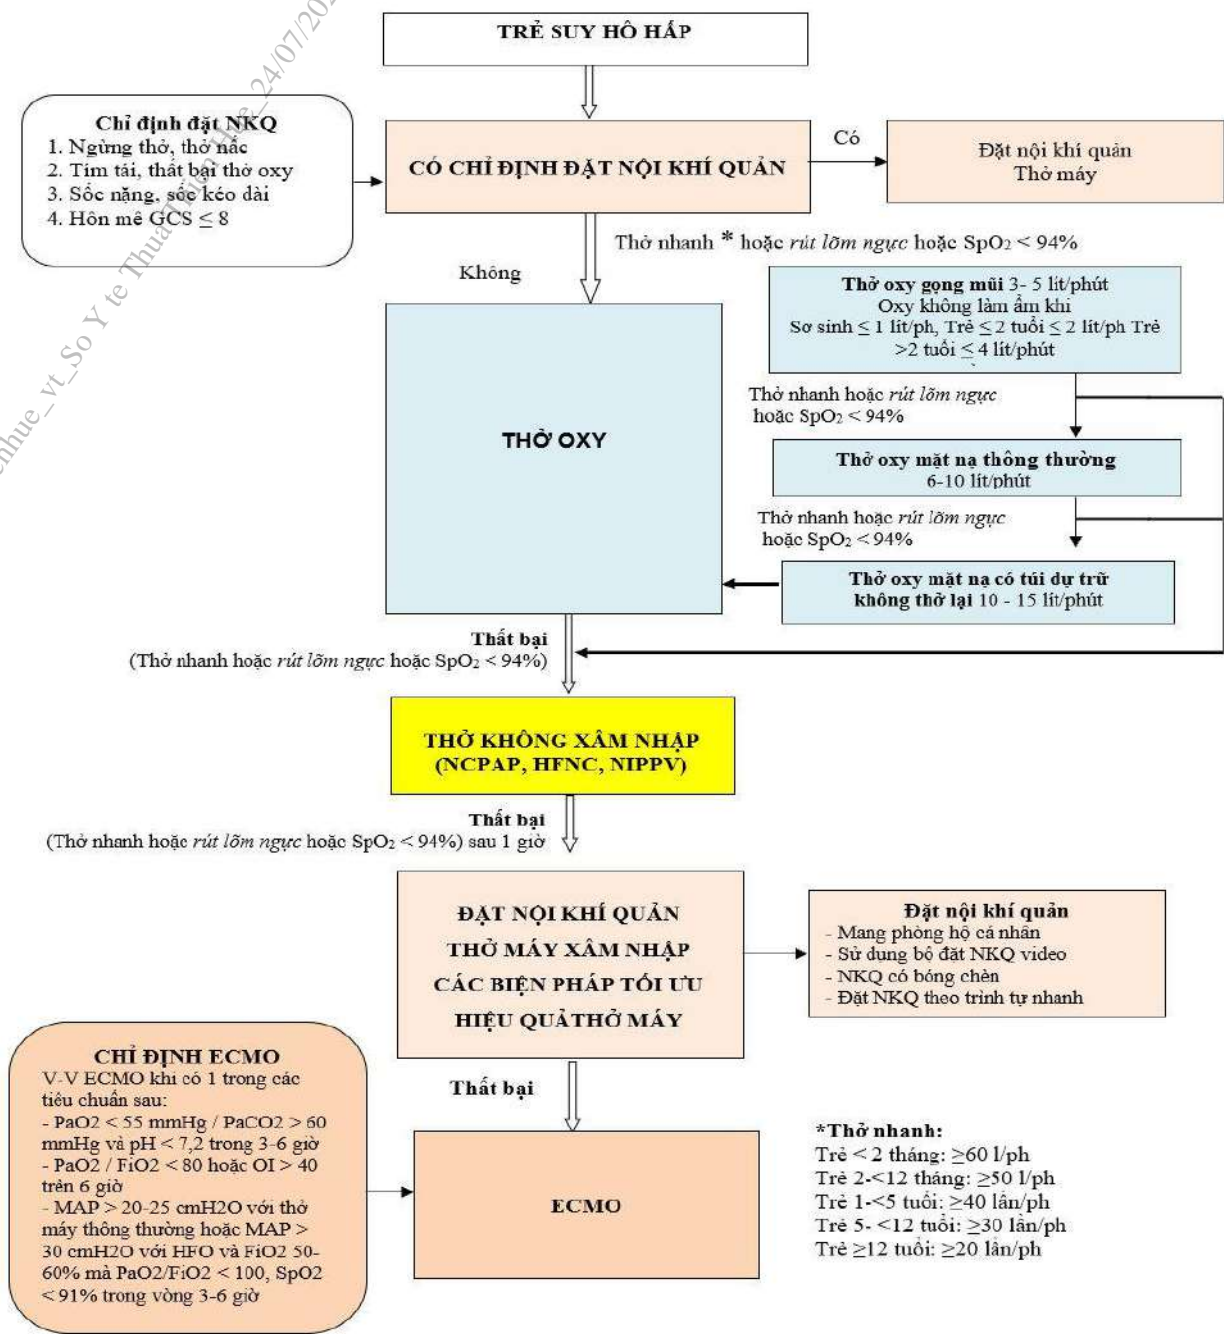 TRẺ SUY HÔ HẤP
Chỉ định đặt NKQ
1. Ngừng thở, thở nấc
2. Tím tái, thất bại thở oxy
3. Sốc nặng, sốc kéo dài
4. Hôn mê GCS ≤ 8
CÓ CHỈ ĐỊNH ĐẶT NỘI KHÍ QUẢN
Có
Đặt nội khí quản
Thở máy
Thở nhanh * hoặc rút lõm ngực hoặc SpO2 < 94%
Không
Thở oxy gọng mũi 3- 5 lít/phút
Oxy không làm ẩm khi
Sơ sinh ≤ 1 lít/ph, Trẻ ≤ 2 tuổi ≤ 2 lít/ph Trẻ
>2 tuổi ≤ 4 lít/phút
Thở nhanh hoặc rút lõm ngực
hoặc SpO2 < 94%
THỞ OXY
Thở oxy mặt nạ thông thường
6-10 lít/phút
Thở nhanh hoặc rút lõm ngực
hoặc SpO2 < 94%
Thở oxy mặt nạ có túi dự trữ
không thở lại 10 - 15 lít/phút
Thất bại
(Thở nhanh hoặc rút lõm ngực hoặc SpO2 < 94%)
THỞ KHÔNG XÂM NHẬP
(NCPAP, HFNC, NIPPV)
Thất bại
(Thở nhanh hoặc rút lõm ngực hoặc SpO2 < 94%) sau 1 giờ
ĐẠT NỘI KHÍ QUẢN
THỞ MÁY XÂM NHẬP
CÁC BIỆN PHÁP TỐI ƯU
HIỆU QUẢTHỞ MÁY
Đặt nội khí quản
- Mang phòng hộ cá nhân
- Sử dụng bộ đặt NKQ video
- NKQ có bóng chèn
- Đặt NKQ theo trình tự nhanh
Thất bại
CHỈ ĐỊNH ECMO
V-V ECMO khi có 1 trong các
tiêu chuẩn sau:
- PaO2 < 55 mmHg / PaCO2 > 60
mmHg và pH < 7,2 trong 3-6 giờ
- PaO2 / FiO2 < 80 hoặc OI > 40
trên 6 giờ
- MAP > 20-25 cmH2O với thở
máy thông thường hoặc MAP >
30 cmH2O với HFO và FiO2 50-
60% mà PaO2/FiO2 < 100, SpO2
< 91% trong vòng 3-6 giờ
ECMO
*Thở nhanh:
Trẻ < 2 tháng: ≥60 l/ph
Trẻ 2-<12 tháng: ≥50 l/ph
Trẻ 1-<5 tuổi: ≥40 lần/ph
Trẻ 5- <12 tuổi: ≥30 lần/ph
Trẻ ≥12 tuổi: ≥20 lần/ph
hue_vt_So Y te Thua Thien Hue_24/07/20